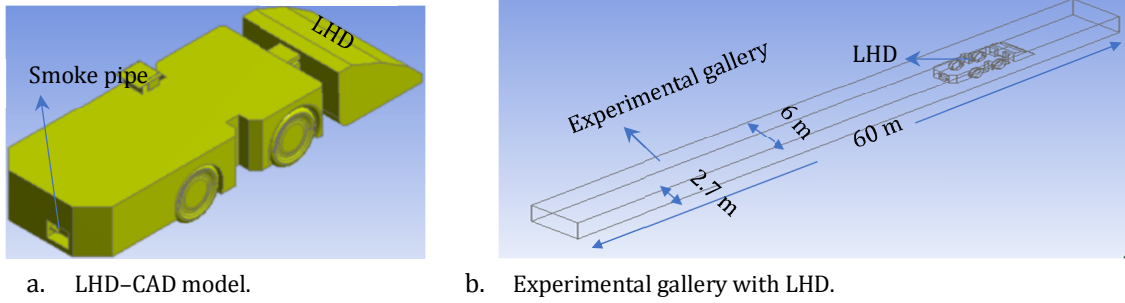 LHD
Smoke pipe
LHD
Experimental gallery
6 m
60 m
2.7 m
a. LHD–CAD model.
b. Experimental gallery with LHD.